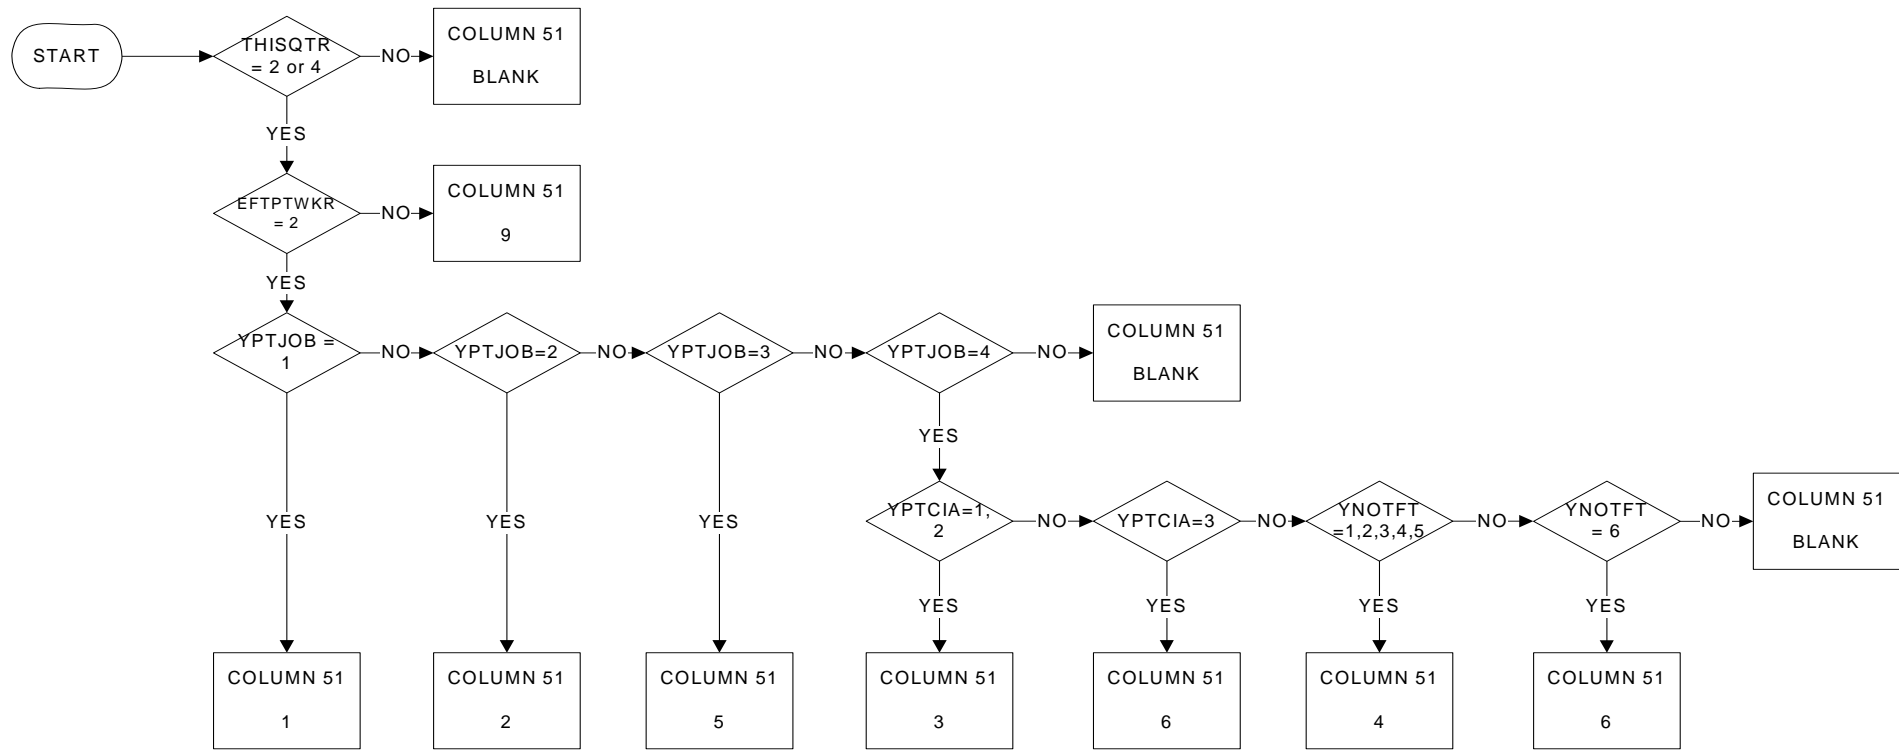 START
THISQTR
= 2 or 4
NO
COLUMN 51
BLANK
YES
EFTPTWKR
= 2
NO
COLUMN 51
9
YES
YPTJOB =
1
NO
YPTJOB=2
NO
YPTJOB=3
NO
YPTJOB=4
NO
COLUMN 51
BLANK
YES
YPTCIA=1,
2
NO
YPTCIA=3
NO
YNOTFT
=1,2,3,4,5
NO
YNOTFT
= 6
NO
COLUMN 51
BLANK
YES
YES
YES
YES
YES
YES
YES
COLUMN 51
1
COLUMN 51
2
COLUMN 51
5
COLUMN 51
3
COLUMN 51
6
COLUMN 51
4
COLUMN 51
6